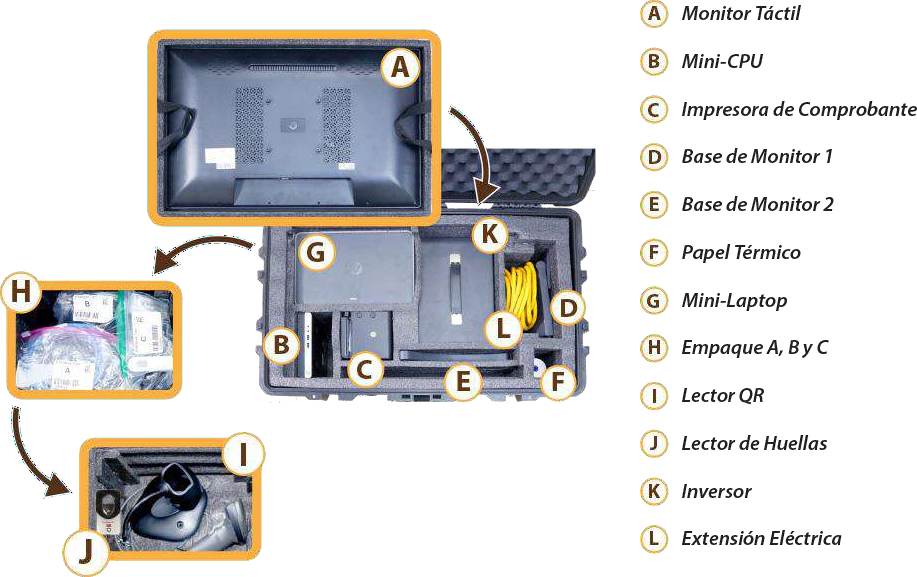 A Monitor Táctil
B Mini-CPU
C Impresora de Comprobante
D Base de Monitor 1
E Base de Monitor 2
F Papel Térmico
G Mini-Laptop
H Empaque A, B y C
I Lector QR
J Lector de Huellas
K Inversor
L Extensión Eléctrica
A
K
G
H
L
D
B
B
C
A
C
E
F
I
J